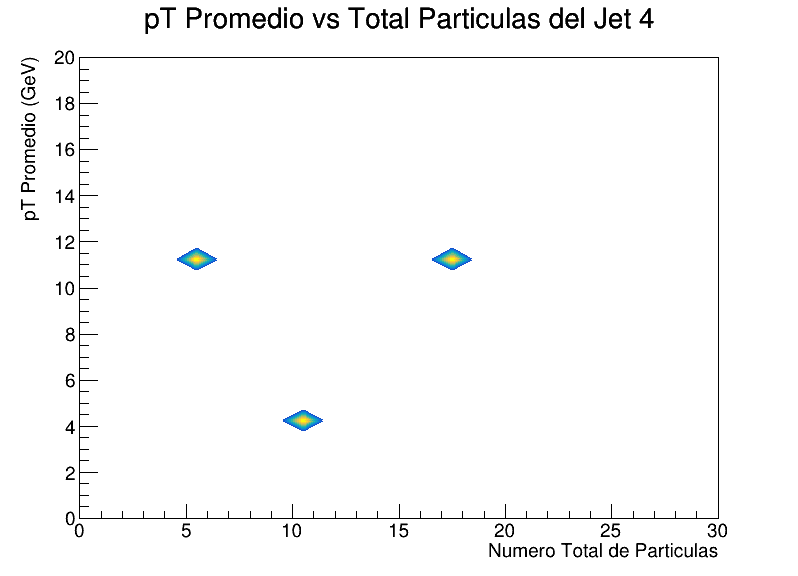 pT Promedio vs Total Particulas del Jet 4
pT Promedio (GeV)
20
18
16
14
12
10
8
6
4
2
0
0 5 10 15 20 25 30
Numero Total de Particulas